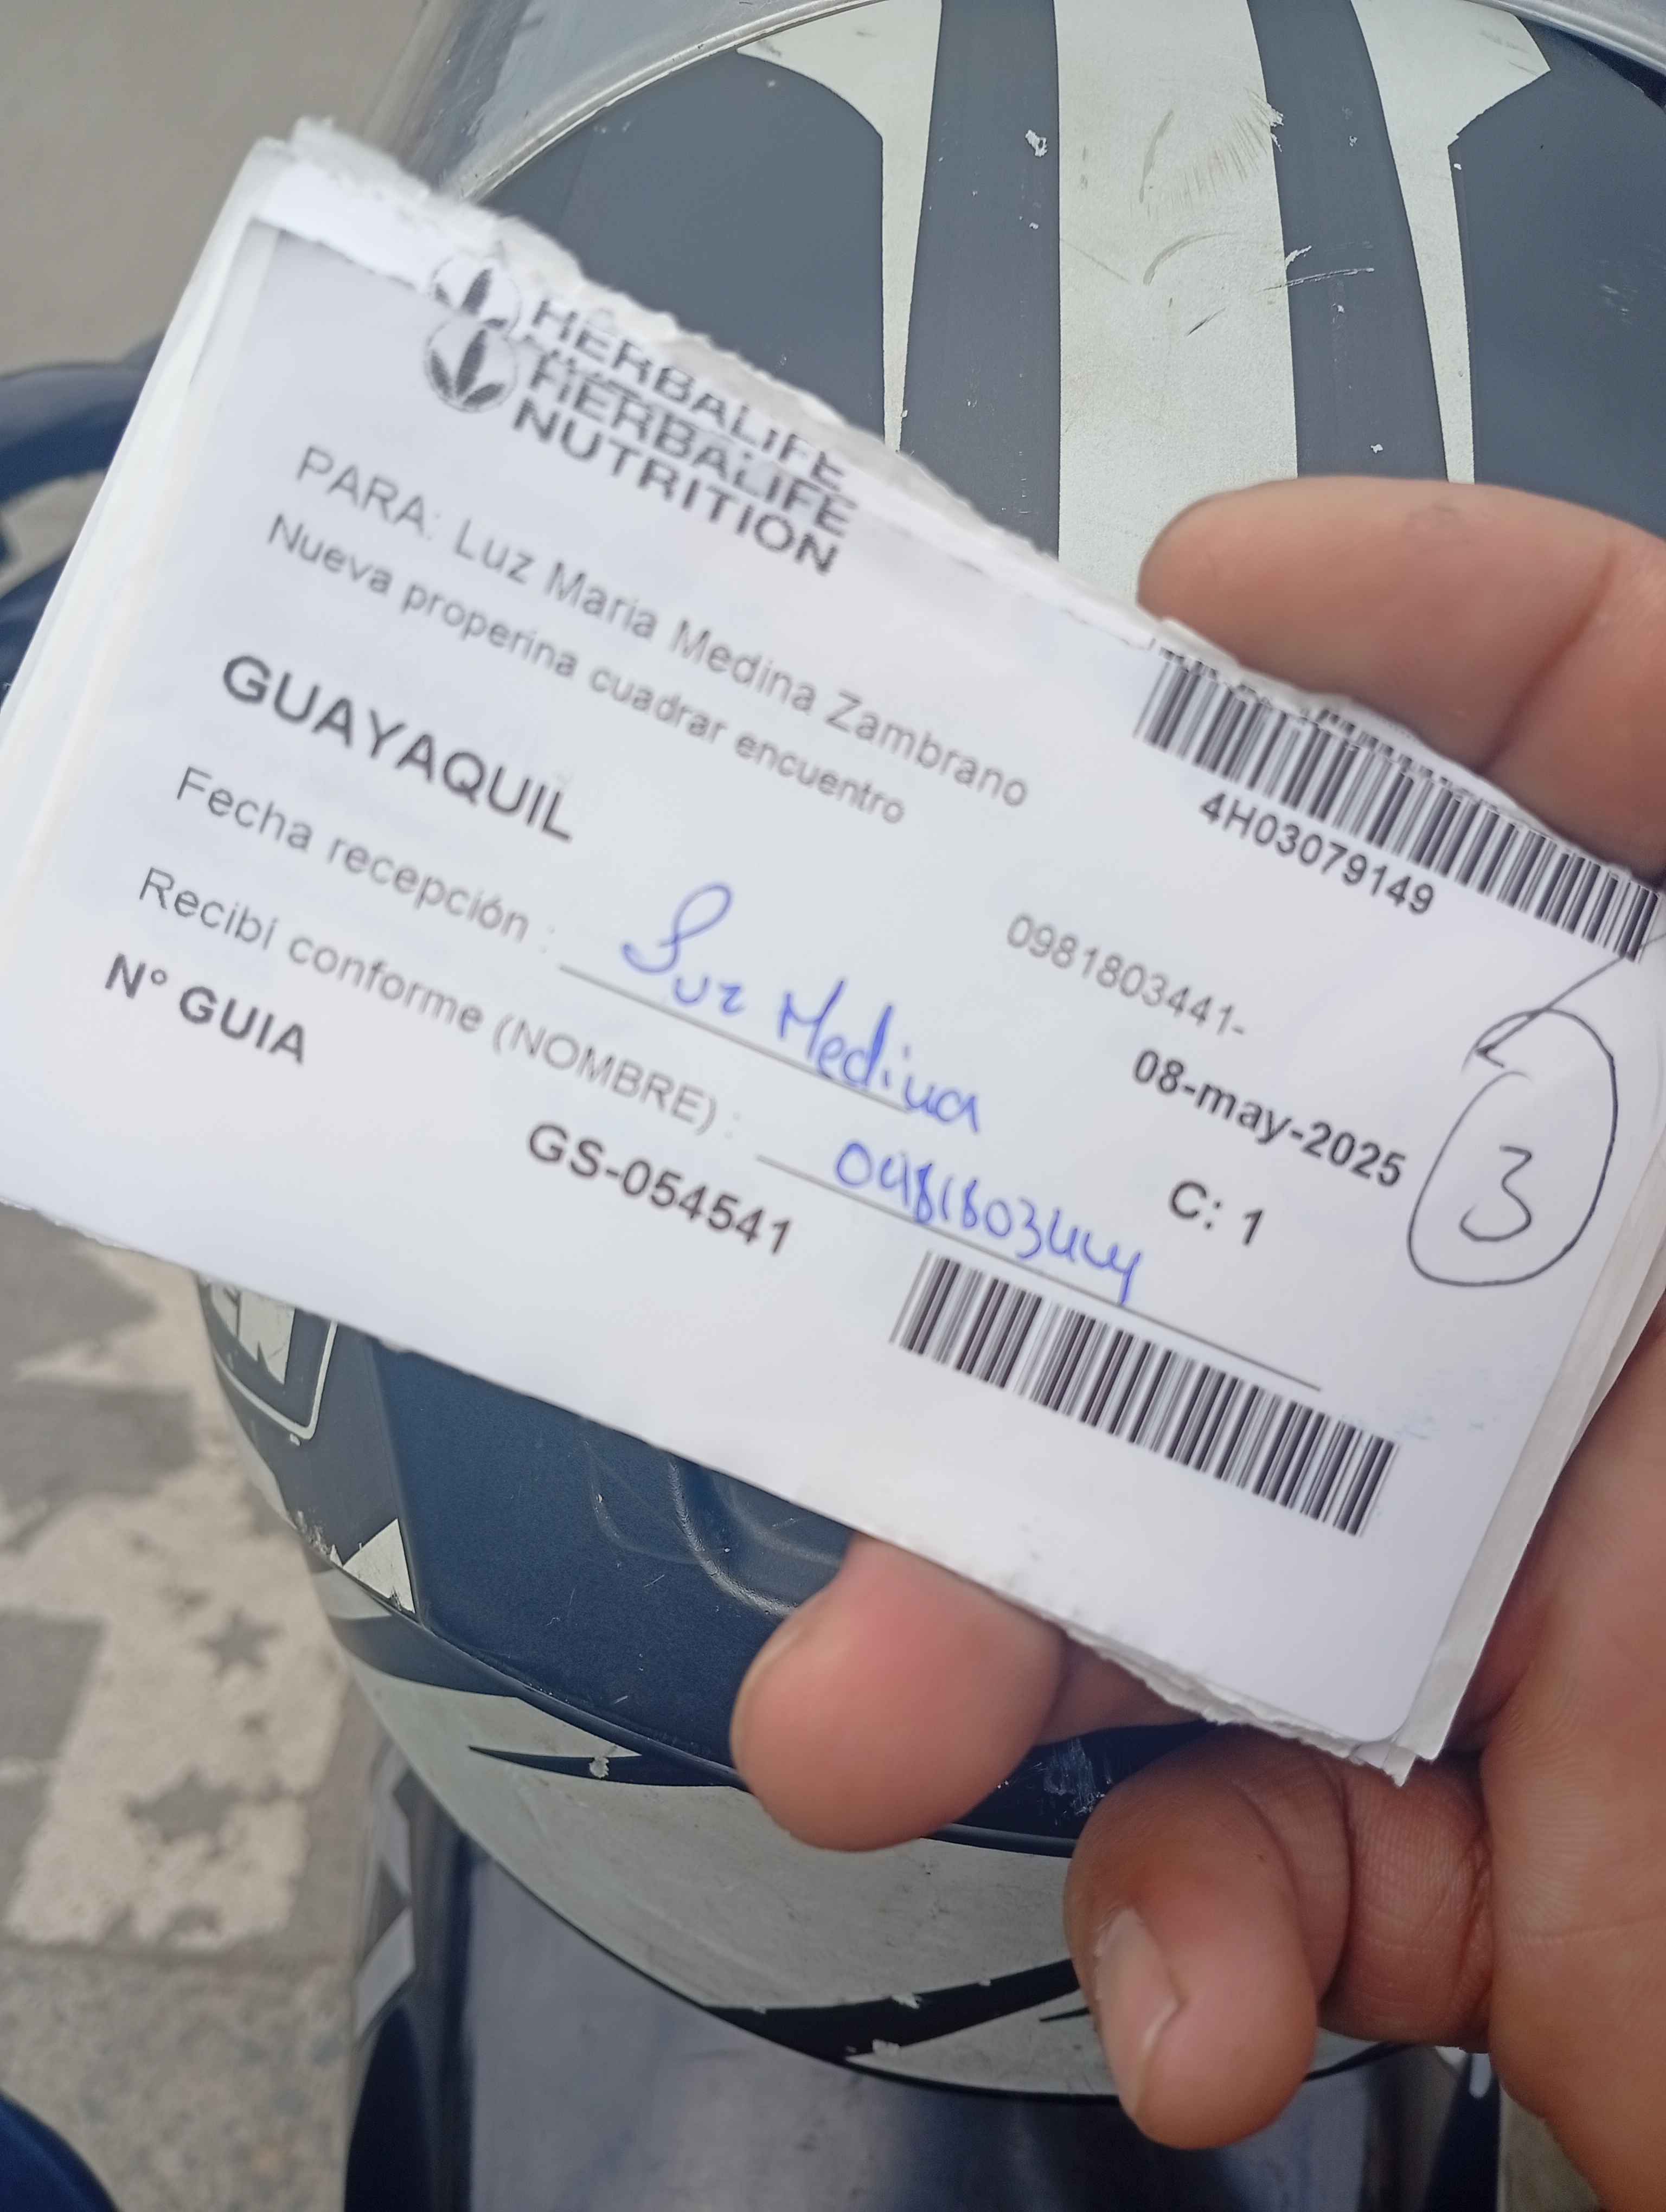 HERBALIFE
HERBALIFE
NUTRITION
4H03079149
PARA: Luz Maria Medina Zambrano
Nueva properina cuadrar encuentro
0981803441-
GUAYAQUIL
08-may-2025
Fecha recepción : Luz Medina
C: 1
3
Recibí conforme (NOMBRE) :
N° GUIA
GS-054541